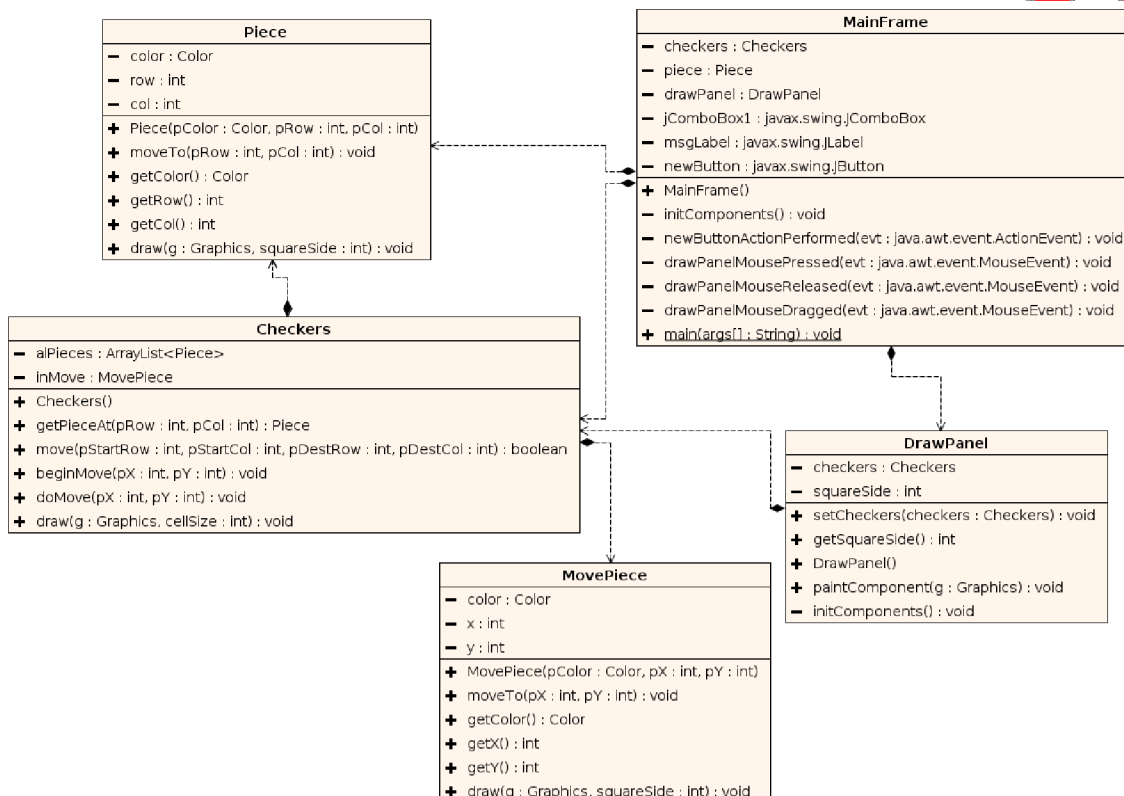 Piece
− color : Color
− row : int
− col : int
+ Piece(pColor : Color, pRow : int, pCol : int)
+ moveTo(pRow : int, pCol : int) : void
+ getColor() : Color
+ getRow() : int
+ getCol() : int
+ draw(g : Graphics, squareSide : int) : void
MainFrame
− checkers : Checkers
− piece : Piece
− drawPanel : DrawPanel
− jComboBox1 : javax.swing.jComboBox
− msgLabel : javax.swing.JLabel
− newButton : javax.swing.JButton
+ MainFrame()
− initComponents() : void
− newButtonActionPerformed(evt : java.awt.event.ActionEvent) : void
− drawPanelMousePressed(evt : java.awt.event.MouseEvent) : void
− drawPanelMouseReleased(evt : java.awt.event.MouseEvent) : void
− drawPanelMouseDragged(evt : java.awt.event.MouseEvent) : void
+ main(args[] : String) : void
Checkers
− alPieces : ArrayList<Piece>
− inMove : MovePiece
+ Checkers()
+ getPieceAt(pRow : int, pCol : int) : Piece
+ move(pStartRow : int, pStartCol : int, pDestRow : int, pDestCol : int) : boolean
+ beginMove(pX : int, pY : int) : void
+ doMove(pX : int, pY : int) : void
+ draw(g : Graphics, cellSize : int) : void
DrawPanel
− checkers : Checkers
− squareSide : int
+ setCheckers(checkers : Checkers) : void
+ getSquareSide() : int
+ DrawPanel()
+ paintComponent(g : Graphics) : void
− initComponents() : void
MovePiece
− color : Color
− x : int
− y : int
+ MovePiece(pColor : Color, pX : int, pY : int)
+ moveTo(pX : int, pY : int) : void
+ getColor() : Color
+ getX() : int
+ getY() : int
+ draw(g : Graphics, squareSide : int) : void